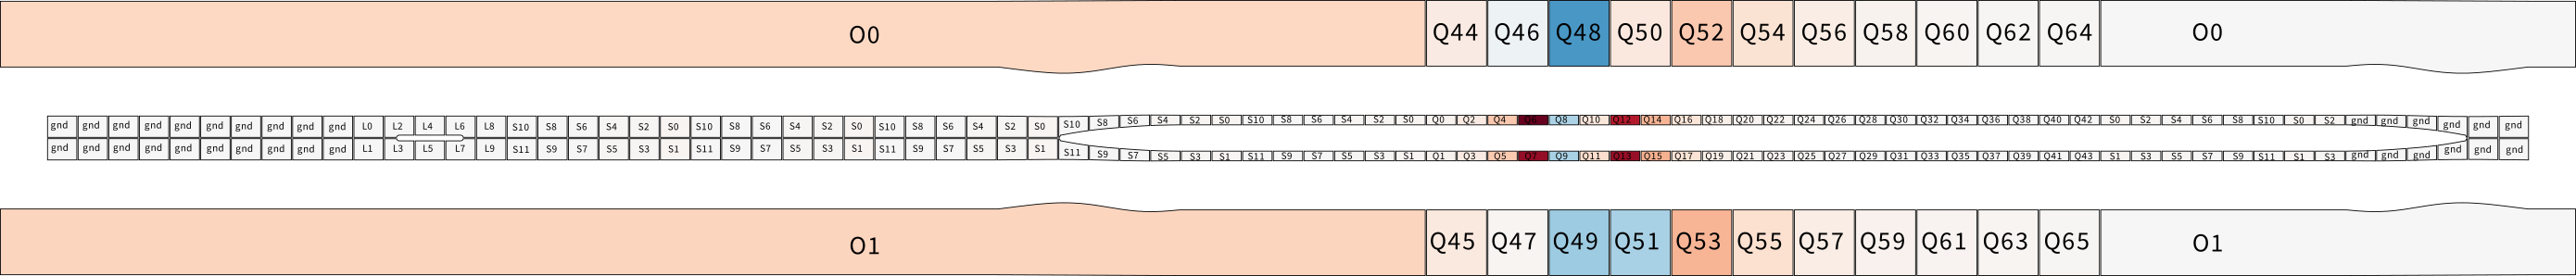 O0 Q44 Q46 Q48 Q50 Q52 Q54 Q56 Q58 Q60 Q62 Q64 O0
gnd gnd gnd gnd gnd gnd gnd gnd gnd gnd L0 L2 L4 L6 L8 S10 S8 S6 S4 S2 S0 S10 S8 S6 S4 S2 S0 S10 S8 S6 S4 S2 S0 S10 S8 S6 S4 S2 S0 S10 S8 S6 S4 S2 S0 Q0 Q2 Q4 Q6 Q8 Q10 Q12 Q14 Q16 Q18 Q20 Q22 Q24 Q26 Q28 Q30 Q32 Q34 Q36 Q38 Q40 Q42 S0 S2 S4 S6 S8 S10 S0 S2 gnd gnd gnd gnd gnd gnd
gnd gnd gnd gnd gnd gnd gnd gnd gnd gnd L1 L3 L5 L7 L9 S11 S9 S7 S5 S3 S1 S11 S9 S7 S5 S3 S1 S11 S9 S7 S5 S3 S1 S11 S9 S7 S5 S3 S1 S11 S9 S7 S5 S3 S1 Q1 Q3 Q5 Q7 Q9 Q11 Q13 Q15 Q17 Q19 Q21 Q23 Q25 Q27 Q29 Q31 Q33 Q35 Q37 Q39 Q41 Q43 S1 S3 S5 S7 S9 S11 S1 S3 gnd gnd gnd gnd gnd gnd
O1 Q45 Q47 Q49 Q51 Q53 Q55 Q57 Q59 Q61 Q63 Q65 O1